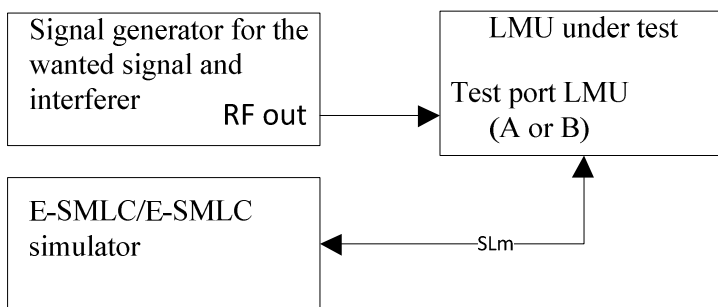 Signal generator for the
wanted signal and
interferer
RF out
LMU under test
Test port LMU
(A or B)
E-SMLC/E-SMLC
simulator
SLm